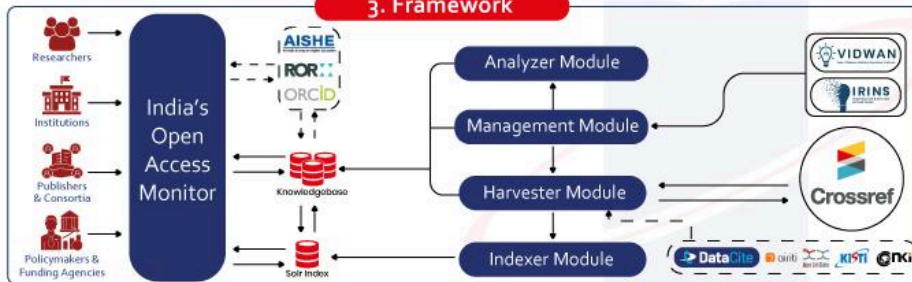 3. Framework
Researchers
Institutions
Publishers
& Consortia
Policymakers &
Funding Agencies
India's
Open
Access
Monitor
AISHE
ROR
ORCID
Knowledgebase
Solr Index
Analyzer Module
Management Module
Harvester Module
Indexer Module
VIDWAN
IRINS
Crossref
DataCite
airiti
KISTI
cnki